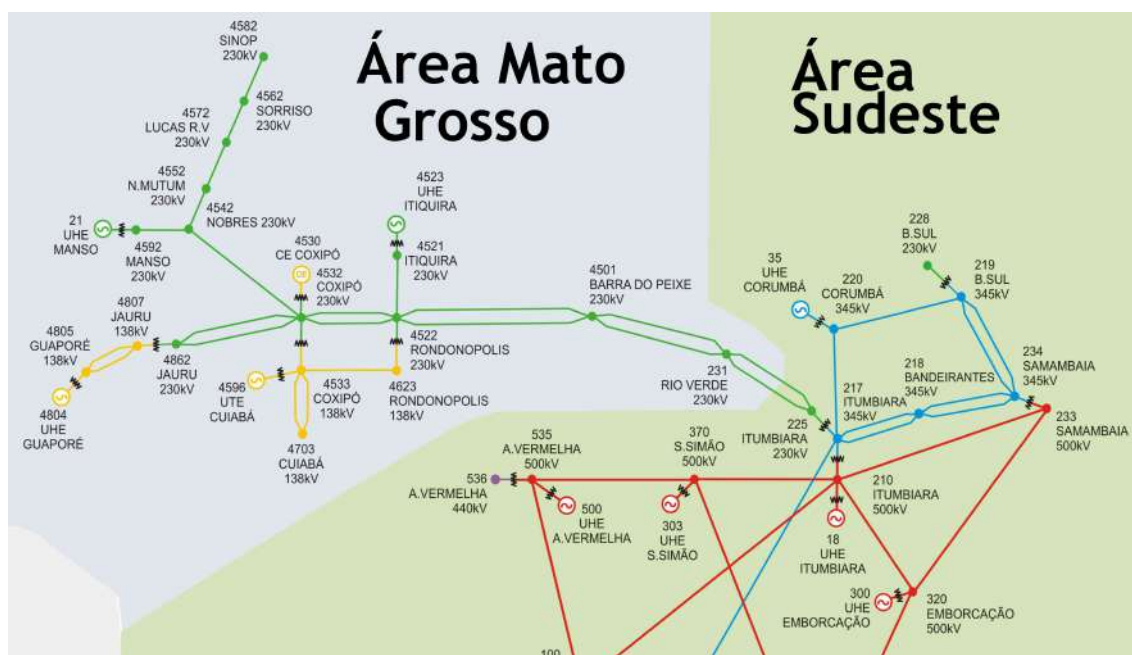 Área Mato
Grosso
Área
Sudeste
4582
SINOP
230kV
4562
SORRISO
230kV
4572
LUCAS R.V
230kV
4552
N.MUTUM
230kV
4542
NOBRES 230kV
21
UHE
MANSO
4592
MANSO
230kV
4523
UHE
ITIQUIRA
4521
ITIQUIRA
230kV
4530
CE COXIPÓ
CE
4532
COXIPÓ
230kV
4501
BARRA DO PEIXE
230kV
4807
JAURU
138kV
4805
GUAPORÉ
138kV
4862
JAURU
230kV
4804
UHE
GUAPORÉ
4596
UTE
CUIABÁ
4533
COXIPÓ
138kV
4522
RONDONOPOLIS
230kV
4623
RONDONOPOLIS
138kV
4703
CUIABÁ
138kV
231
RIO VERDE
230kV
225
ITUMBIARA
230kV
35
UHE
CORUMBÁ
220
CORUMBÁ
345kV
228
B.SUL
230kV
219
B.SUL
345kV
218
BANDEIRANTES
345kV
217
ITUMBIARA
345kV
234
SAMAMBAIA
345kV
233
SAMAMBAIA
500kV
535
A.VERMELHA
500kV
370
S.SIMÃO
500kV
536
A.VERMELHA
440kV
500
UHE
A.VERMELHA
303
UHE
S.SIMÃO
210
ITUMBIARA
500kV
18
UHE
ITUMBIARA
300
UHE
EMBORCAÇÃO
320
EMBORCAÇÃO
500kV
100